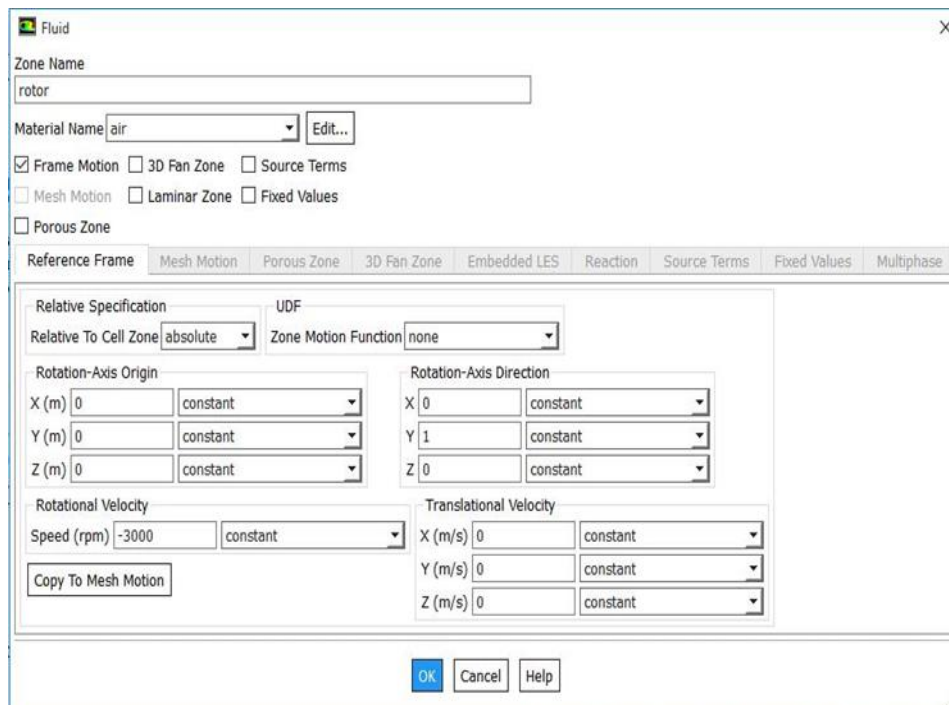 Fluid
X
Zone Name
rotor
Material Name air Edit...
Frame Motion 3D Fan Zone Source Terms
Mesh Motion Laminar Zone Fixed Values
Porous Zone
Reference Frame Mesh Motion Porous Zone 3D Fan Zone Embedded LES Reaction Source Terms Fixed Values Multiphase
Relative Specification UDF
Relative To Cell Zone absolute Zone Motion Function none
Rotation-Axis Origin Rotation-Axis Direction
X (m) 0 constant X 0 constant
Y (m) 0 constant Y 1 constant
Z (m) 0 constant Z 0 constant
Rotational Velocity Translational Velocity
Speed (rpm) -3000 constant X (m/s) 0 constant
Copy To Mesh Motion Y (m/s) 0 constant
Z (m/s) 0 constant
OK Cancel Help